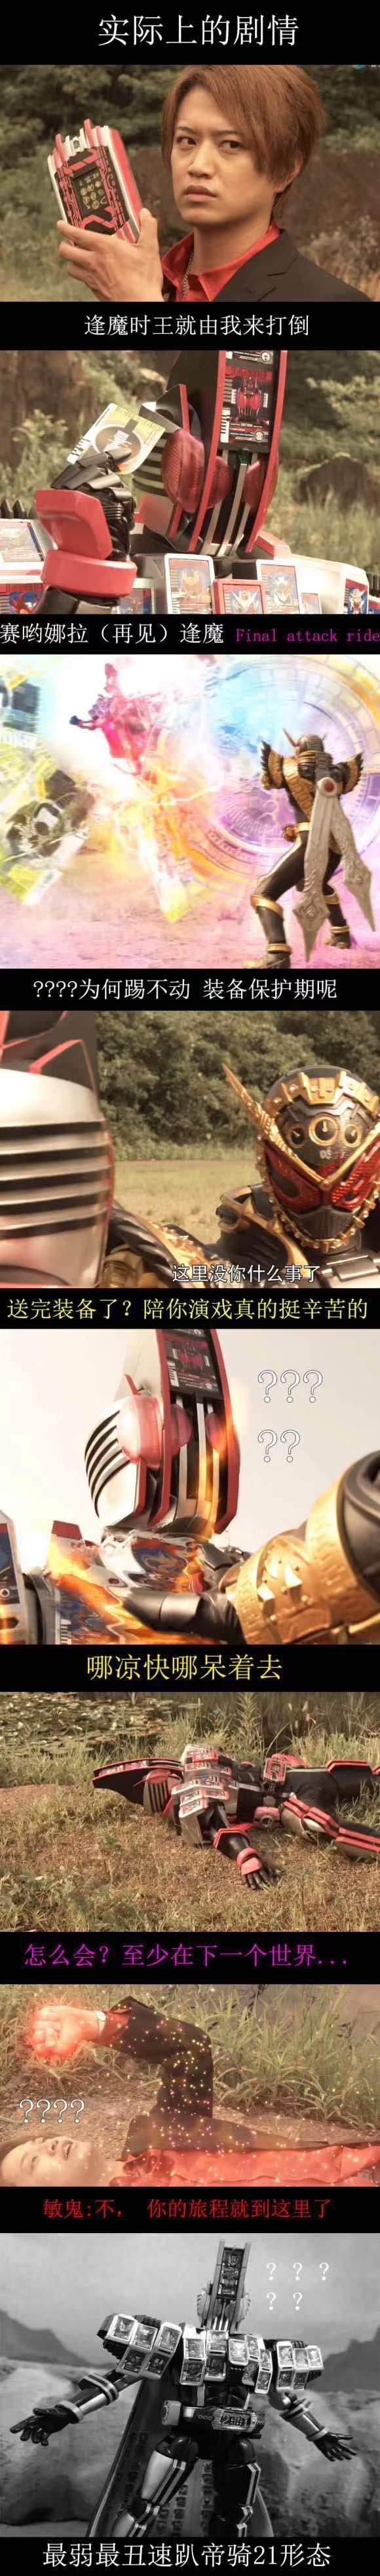 实际上的剧情
逢魔时王就由我来打倒
赛哟娜拉（再见）逢魔 Final attack ride
????为何踢不动 装备保护期呢
这里没你什么事了
送完装备了？陪你演戏真的挺辛苦的
???
??
哪凉快哪呆着去
怎么会？至少在下一个世界...
????
敏鬼:不， 你的旅程就到这里了
? ? ?
? ?
最弱最丑速趴帝骑21形态